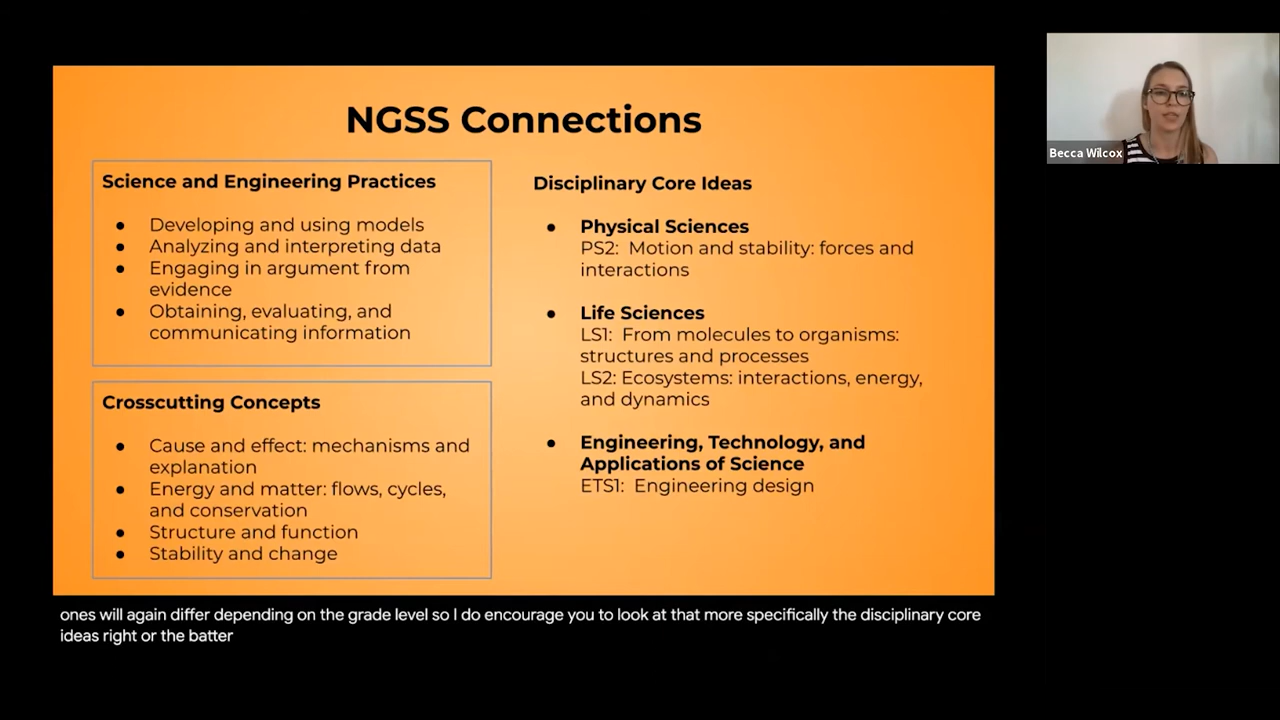 NGSS Connections
Science and Engineering Practices
● Developing and using models
● Analyzing and interpreting data
● Engaging in argument from
evidence
● Obtaining, evaluating, and
communicating information
Crosscutting Concepts
● Cause and effect: mechanisms and
explanation
● Energy and matter: flows, cycles,
and conservation
● Structure and function
● Stability and change
Disciplinary Core Ideas
● Physical Sciences
PS2: Motion and stability: forces and
interactions
● Life Sciences
LS1: From molecules to organisms:
structures and processes
LS2: Ecosystems: interactions, energy,
and dynamics
● Engineering, Technology, and
Applications of Science
ETS1: Engineering design
Becca Wilcox
ones will again differ depending on the grade level so I do encourage you to look at that more specifically the disciplinary core
ideas right or the batter